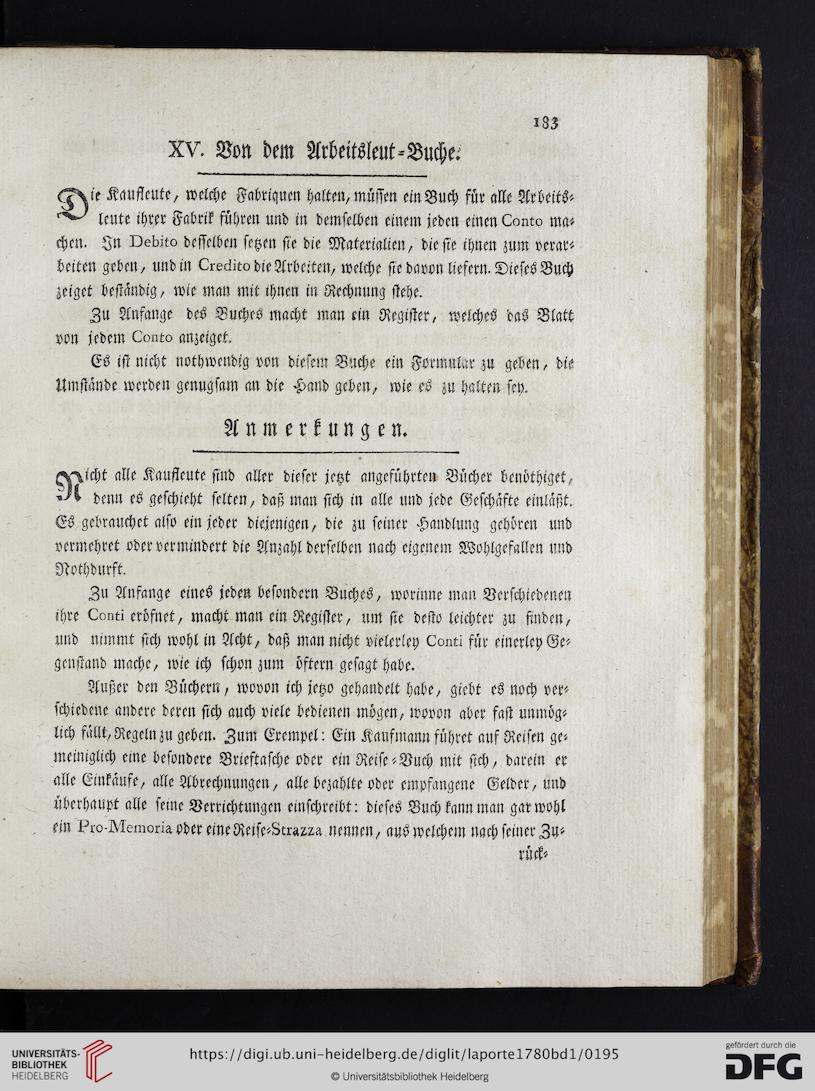 183
XV. Von dem Arbeitsleut-Buche.
Die Kaufleute, welche Fabriquen halten, müssen ein Buch für alle Arbeits-
leute ihrer Fabrik führen und in demselben einem jeden einen Conto ma-
chen. In Debito desselben setzen sie die Materialien, die sie ihnen zum verar-
beiten geben, und in Credito die Arbeiten, welche sie davon liefern. Dieses Buch
zeiget beständig, wie man mit ihnen in Rechnung stehe.
Zu Anfange des Buches macht man ein Register, welches das Blatt
von jedem Conto anzeiget.
Es ist nicht nothwendig von diesem Buche ein Formular zu geben, die
Umstände werden genugsam an die Hand geben, wie es zu halten sey.
Anmerkungen.
Nicht alle Kaufleute sind aller dieser jetzt angeführten Bücher benöthiget,
denn es geschieht selten, daß man sich in alle und jede Geschäfte einläßt.
Es gebrauchet also ein jeder diejenigen, die zu seiner Handlung gehören und
vermehret oder vermindert die Anzahl derselben nach eigenem Wohlgefallen und
Nothdurft.
Zu Anfange eines jeden besondern Buches, worinne man Verschiedenen
ihre Conti eröfnet, macht man ein Register, um sie desto leichter zu finden,
und nimmt sich wohl in Acht, daß man nicht vielerley Conti für einerley Ge-
genstand mache, wie ich schon zum öftern gesagt habe.
Außer den Büchern, wovon ich jetzo gehandelt habe, giebt es noch ver-
schiedene andere deren sich auch viele bedienen mögen, wovon aber fast unmög-
lich fällt, Regeln zu geben. Zum Exempel: Ein Kaufmann führet auf Reisen ge-
meiniglich eine besondere Brieftasche oder ein Reise-Buch mit sich, darein er
alle Einkäufe, alle Abrechnungen, alle bezahlte oder empfangene Gelder, und
überhaupt alle seine Verrichtungen einschreibt: dieses Buch kann man gar wohl
ein Pro-Memoria oder eine Reise-Strazza nennen, aus welchem nach seiner Zu-
rück-
UNIVERSITÄTS-
BIBLIOTHEK
HEIDELBERG
https://digi.ub.uni-heidelberg.de/diglit/laporte1780bd1/0195
© Universitätsbibliothek Heidelberg
gefördert durch die
DFG